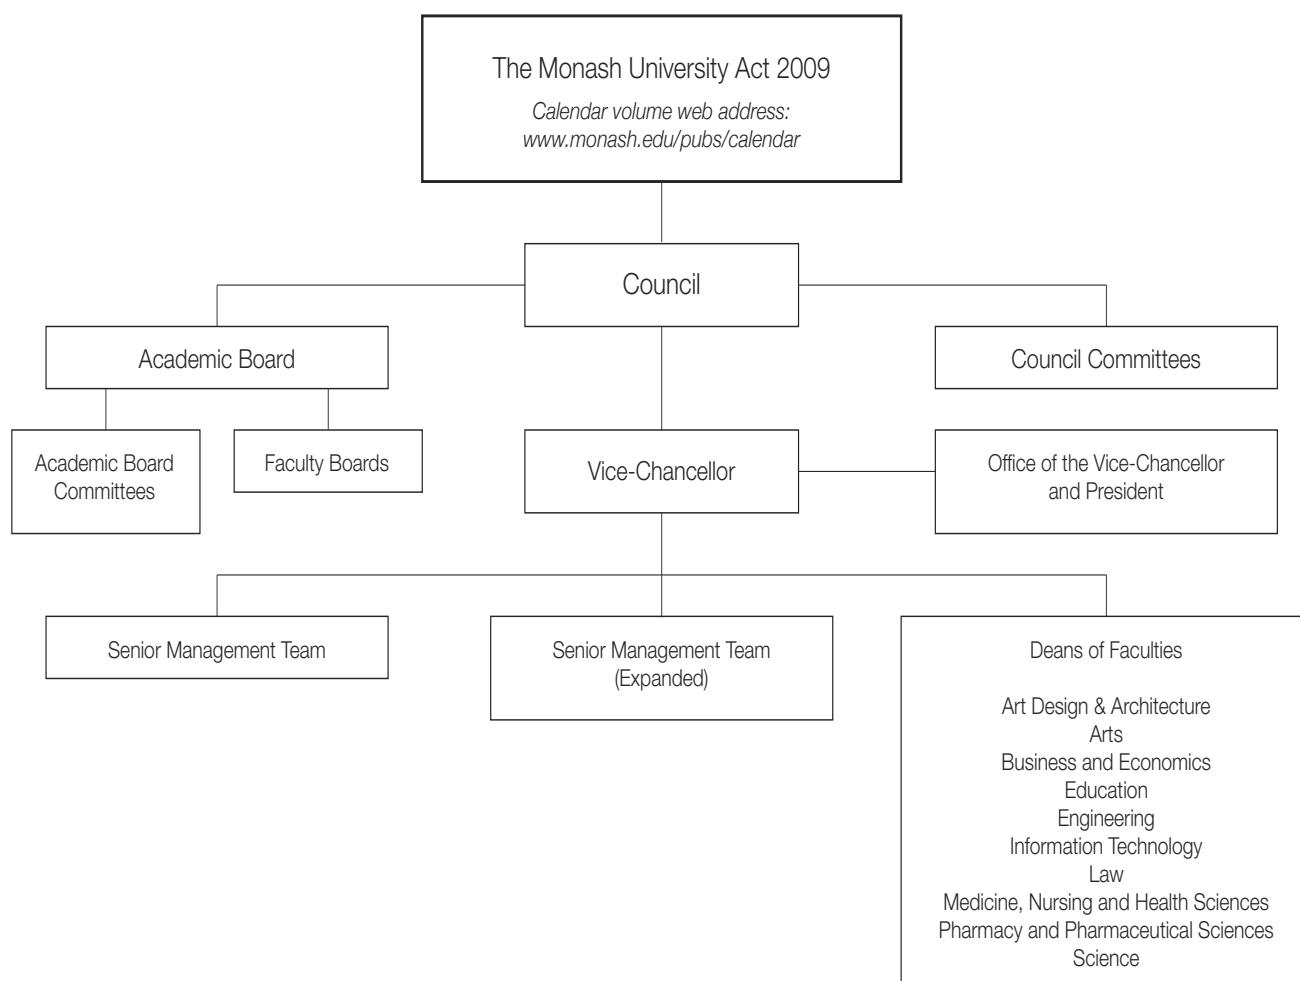 The Monash University Act 2009
Calendar volume web address:
www.monash.edu/pubs/calendar
Council
Academic Board
Council Committees
Academic Board
Committees
Faculty Boards
Vice-Chancellor
Office of the Vice-Chancellor
and President
Senior Management Team
Senior Management Team
(Expanded)
Deans of Faculties
Art Design & Architecture
Arts
Business and Economics
Education
Engineering
Information Technology
Law
Medicine, Nursing and Health Sciences
Pharmacy and Pharmaceutical Sciences
Science